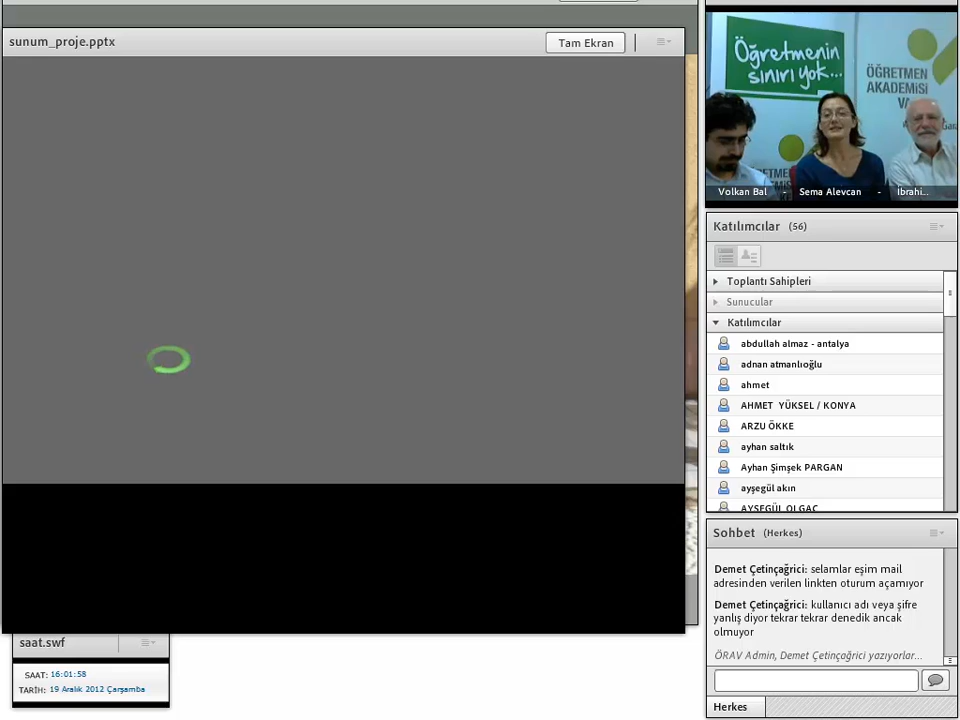 sunum_proje.pptx
Tam Ekran
Öğretmenin
sınırı yok...
ÖĞRETMEN
AKADEMİSİ
Volkan Bal - Sema Alevcan - İbrahi...
Katılımcılar (56)
Toplantı Sahipleri
Sunucular
Katılımcılar
abdullah almaz - antalya
adnan atmanlıoğlu
ahmet
AHMET YÜKSEL / KONYA
ARZU ÖKKE
ayhan saltık
Ayhan Şimşek PARGAN
ayşegül akın
AYŞEGÜL OLGAÇ
Sohbet (Herkes)
Demet Çetinçağrici: selamlar eşim mail
adresinden verilen linkten oturum açamıyor
Demet Çetinçağrici: kullanıcı adı veya şifre
yanlış diyor tekrar tekrar denedik ancak
olmuyor
ÖRAV Admin, Demet Çetinçağrici yazıyorlar...
Herkes
saat.swf
SAAT: 16:01:58
TARİH: 19 Aralık 2012 Çarşamba